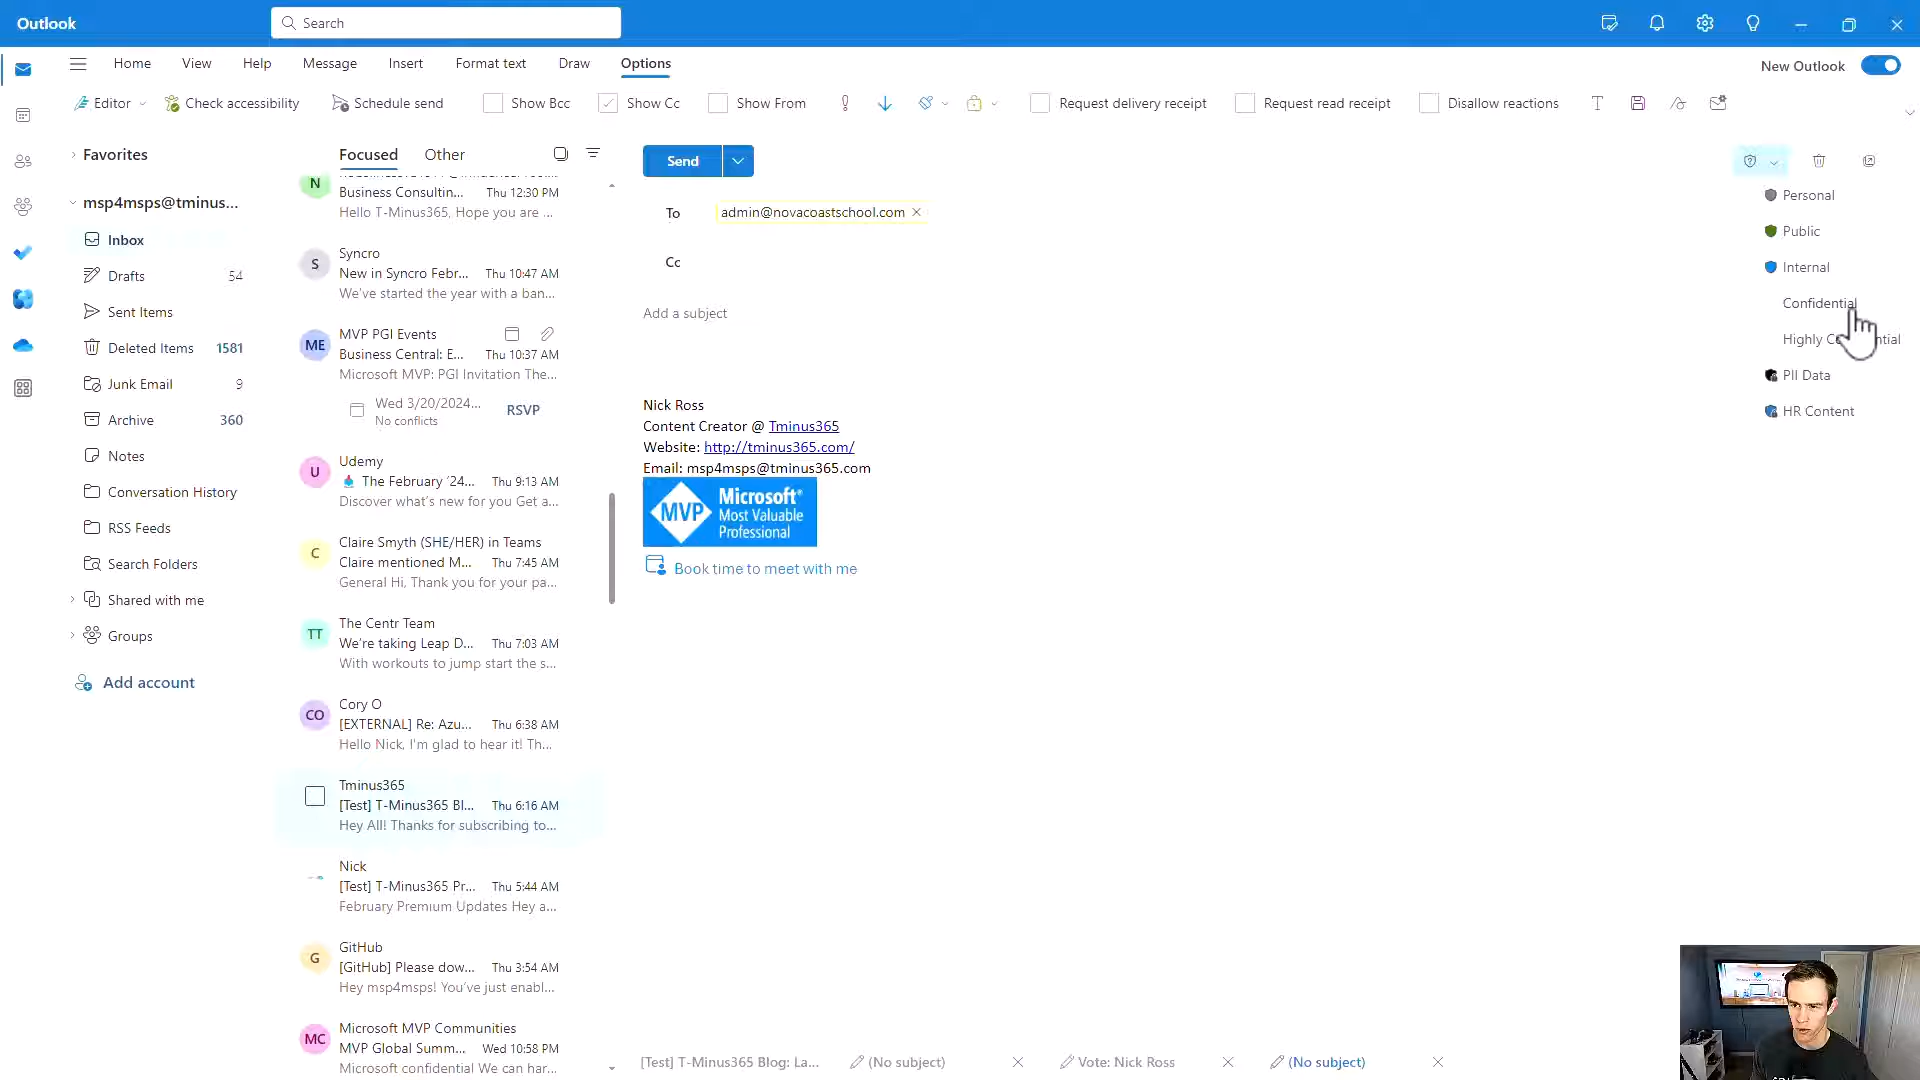 Outlook
Search
Home View Help Message Insert Format text Draw Options
New Outlook
Editor Check accessibility Schedule send Show Bcc Show Cc Show From Request delivery receipt Request read receipt Disallow reactions
Favorites
msp4msps@tminus...
Inbox
Drafts 54
Sent Items
Deleted Items 1581
Junk Email 9
Archive 360
Notes
Conversation History
RSS Feeds
Search Folders
Shared with me
Groups
Add account
Focused Other
N
Business Consultin... Thu 12:30 PM
Hello T-Minus365, Hope you are ...
S
Syncro
New in Syncro Febr... Thu 10:47 AM
We've started the year with a ban...
ME
MVP PGI Events
Business Central: E... Thu 10:37 AM
Microsoft MVP: PGI Invitation The...
Wed 3/20/2024... RSVP
No conflicts
U
Udemy
The February '24... Thu 9:13 AM
Discover what's new for you Get a...
C
Claire Smyth (SHE/HER) in Teams
Claire mentioned M... Thu 7:45 AM
General Hi, Thank you for your pa...
TT
The Centr Team
We're taking Leap D... Thu 7:03 AM
With workouts to jump start the s...
CO
Cory O
[EXTERNAL] Re: Azu... Thu 6:38 AM
Hello Nick, I'm glad to hear it! Th...
Tminus365
[Test] T-Minus365 Bl... Thu 6:16 AM
Hey All! Thanks for subscribing to...
Nick
[Test] T-Minus365 Pr... Thu 5:44 AM
February Premium Updates Hey a...
G
GitHub
[GitHub] Please dow... Thu 3:54 AM
Hey msp4msps! You've just enabl...
MC
Microsoft MVP Communities
MVP Global Summ... Wed 10:58 PM
Microsoft confidential We can har...
Send
To admin@novacoastschool.com
Cc
Add a subject
Nick Ross
Content Creator @ Tminus365
Website: http://tminus365.com/
Email: msp4msps@tminus365.com
MVP
Microsoft®
Most Valuable
Professional
Book time to meet with me
Personal
Public
Internal
Confidential
Highly
PII Data
HR Content
[Test] T-Minus365 Blog: La... (No subject) Vote: Nick Ross (No subject)